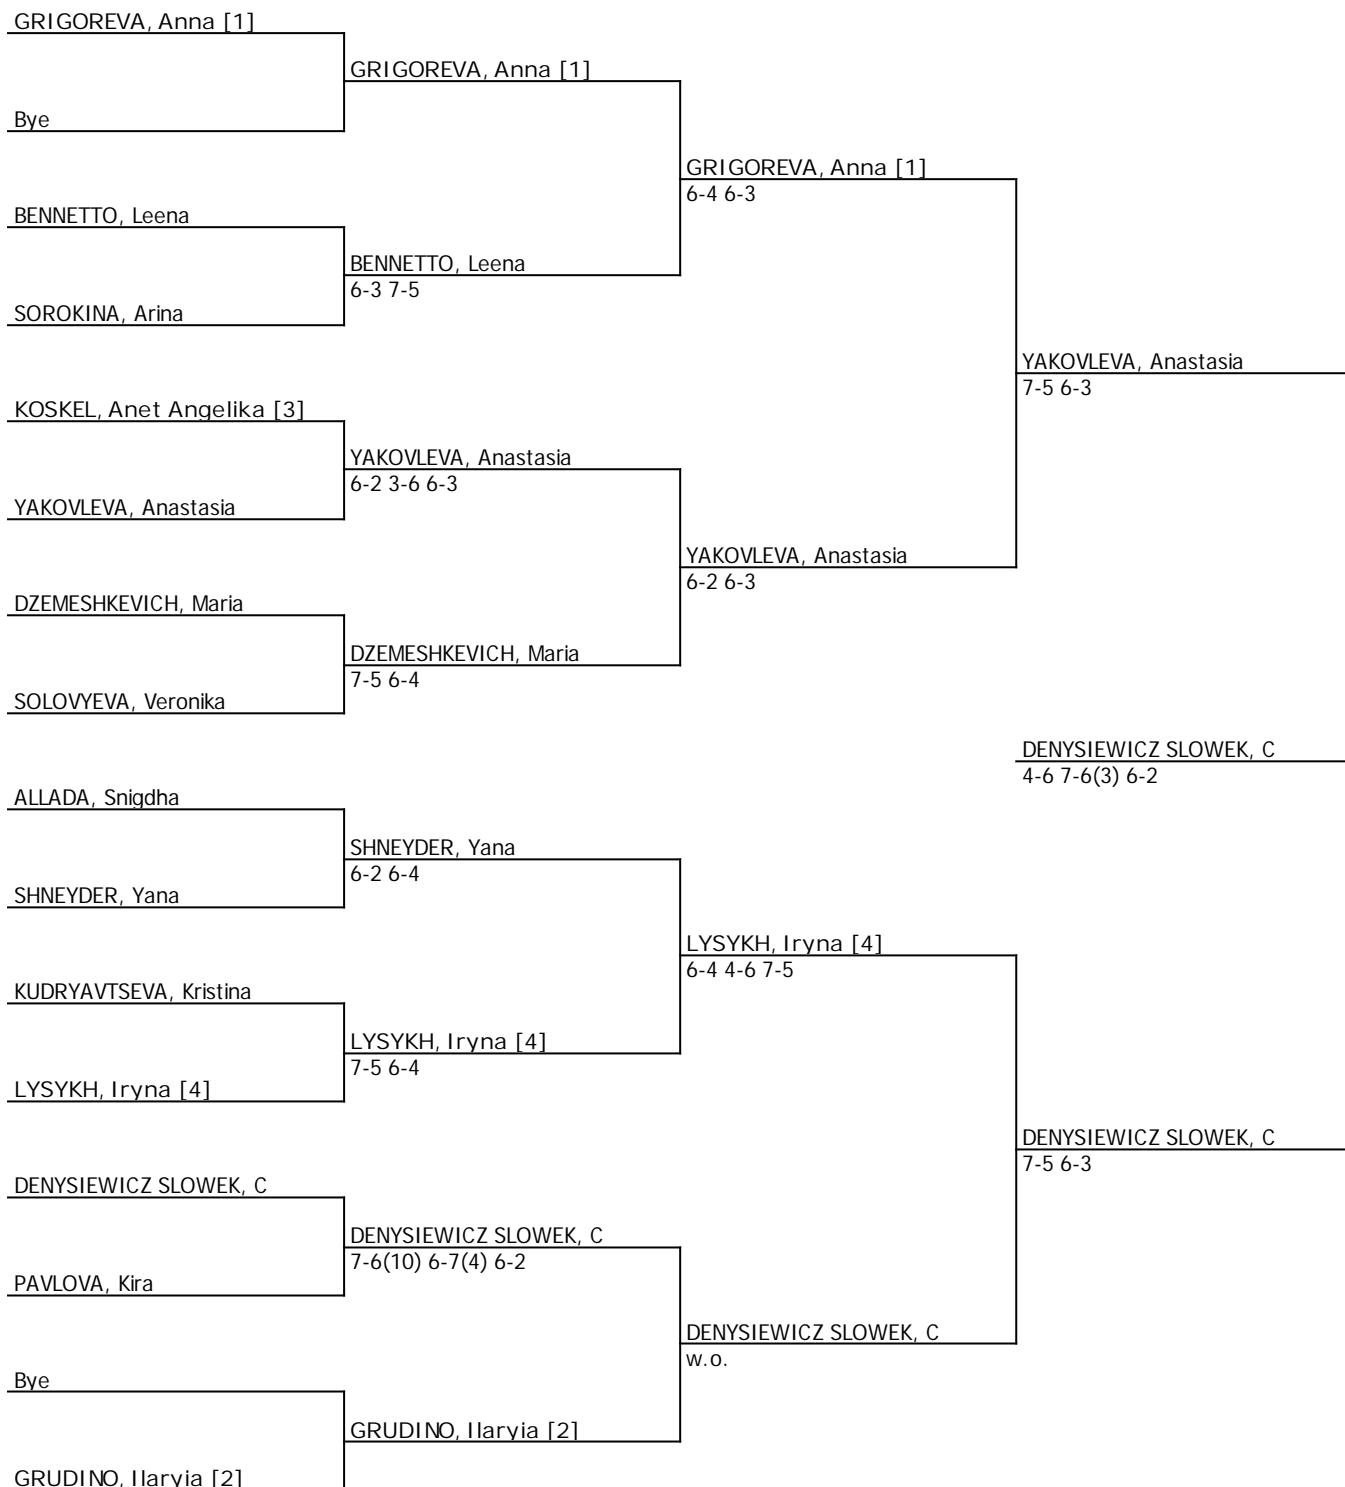 GRIGOREVA, Anna [1]
GRIGOREVA, Anna [1]
Bye
GRIGOREVA, Anna [1]
6-4 6-3
BENNETTO, Leena
BENNETTO, Leena
6-3 7-5
SOROKINA, Arina
YAKOVLEVA, Anastasia
7-5 6-3
KOSKEL, Anet Angelika [3]
YAKOVLEVA, Anastasia
6-2 3-6 6-3
YAKOVLEVA, Anastasia
YAKOVLEVA, Anastasia
6-2 6-3
DZEMESHKEVICH, Maria
DZEMESHKEVICH, Maria
7-5 6-4
SOLOVYEVA, Veronika
DENYSIEWICZ SLOWEK, C
4-6 7-6(3) 6-2
ALLADA, Snigdha
SHNEYDER, Yana
6-2 6-4
SHNEYDER, Yana
LYSYKH, Iryna [4]
6-4 4-6 7-5
KUDRYAVTSEVA, Kristina
LYSYKH, Iryna [4]
7-5 6-4
LYSYKH, Iryna [4]
DENYSIEWICZ SLOWEK, C
7-5 6-3
DENYSIEWICZ SLOWEK, C
DENYSIEWICZ SLOWEK, C
7-6(10) 6-7(4) 6-2
PAVLOVA, Kira
DENYSIEWICZ SLOWEK, C
w.o.
Bye
GRUDINO, Ilaryia [2]
GRUDINO, Ilaryia [2]